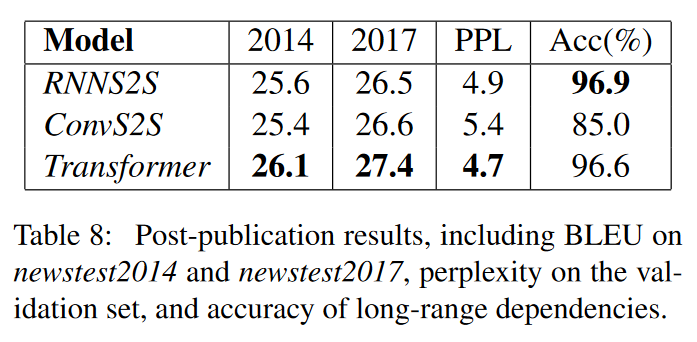 Model 2014 2017 PPL Acc(%)
RNNS2S 25.6 26.5 4.9 96.9
ConvS2S 25.4 26.6 5.4 85.0
Transformer 26.1 27.4 4.7 96.6
Table 8: Post-publication results, including BLEU on
newstest2014 and newstest2017, perplexity on the val-
idation set, and accuracy of long-range dependencies.